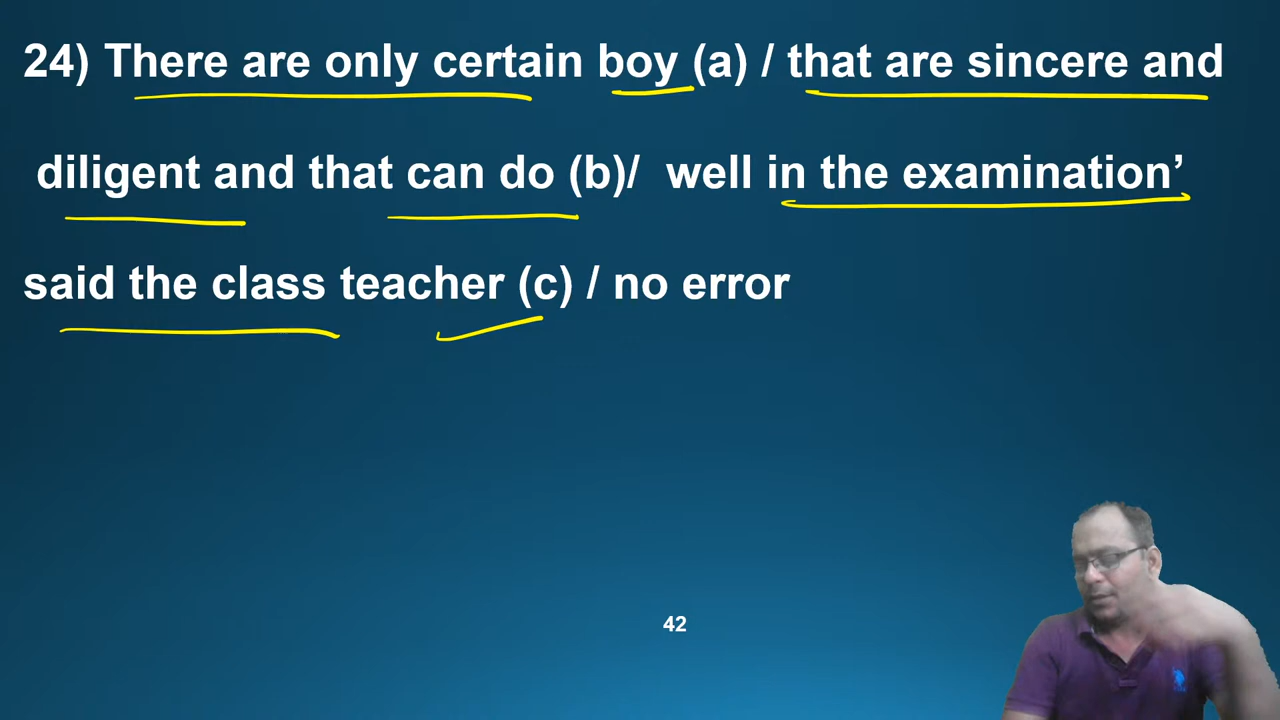 24) There are only certain boy (a) / that are sincere and
diligent and that can do (b)/ well in the examination’
said the class teacher (c) / no error
42